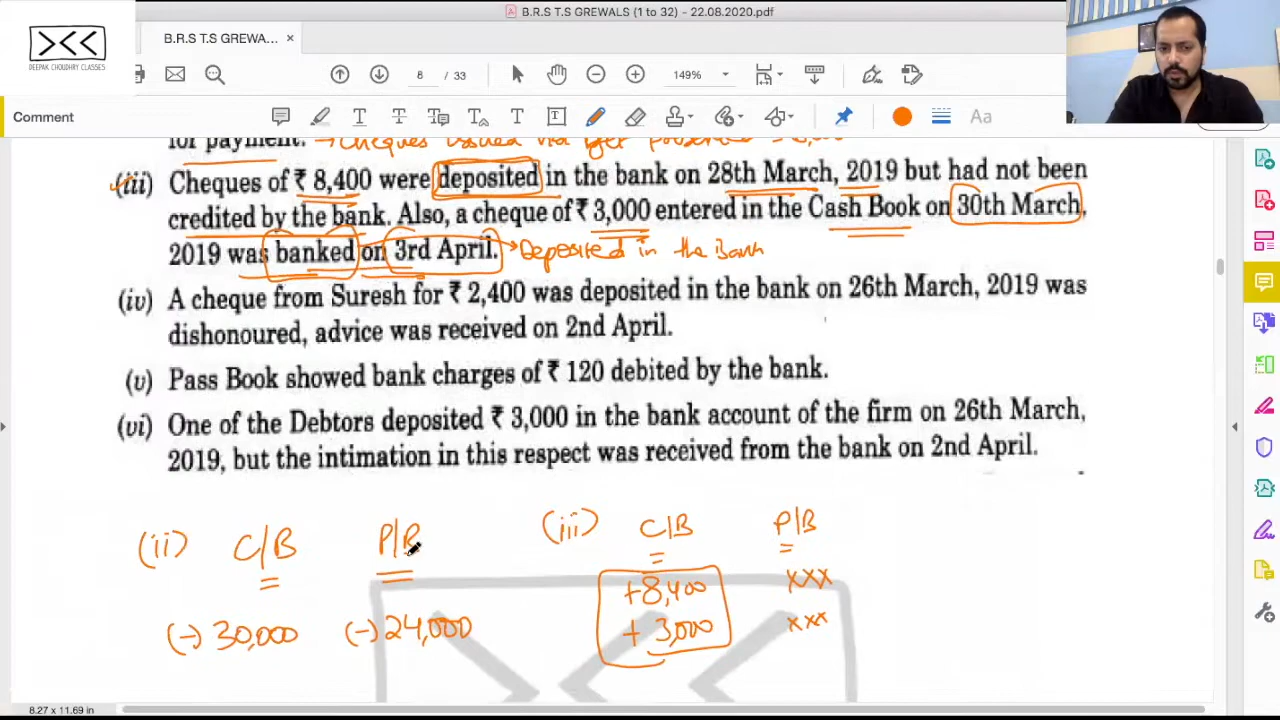 B.R.S T.S GREWALS (1 to 32) - 22.08.2020.pdf
DEEPAK CHOUDHRY CLASSES
B.R.S T.S GREWA... ×
8 / 33 149%
Comment
Aa
for payment. → Cheques issued
(iii) Cheques of ₹ 8,400 were deposited in the bank on 28th March, 2019 but had not been
credited by the bank. Also, a cheque of ₹ 3,000 entered in the Cash Book on 30th March,
2019 was banked on 3rd April. → Deposited in the Bank
(iv) A cheque from Suresh for ₹ 2,400 was deposited in the bank on 26th March, 2019 was
dishonoured, advice was received on 2nd April.
(v) Pass Book showed bank charges of ₹ 120 debited by the bank.
(vi) One of the Debtors deposited ₹ 3,000 in the bank account of the firm on 26th March,
2019, but the intimation in this respect was received from the bank on 2nd April.
(ii) C/B P/B (iii) C/B P/B
+8,400 xxx
(-) 30,000 (-) 24,000 + 3,000 xxx
8.27 x 11.69 in